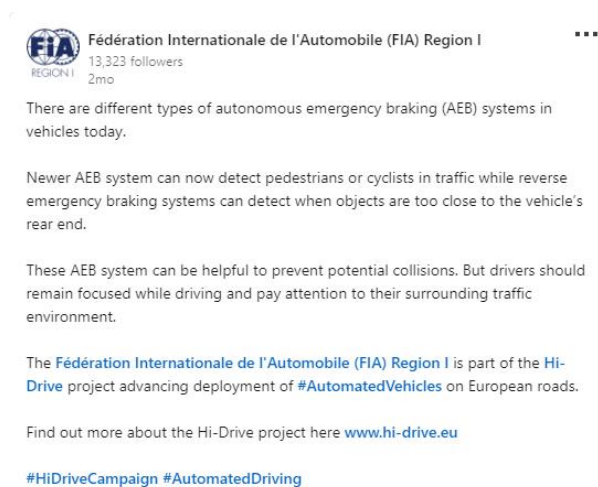 FiA
REGION I
Fédération Internationale de l'Automobile (FIA) Region I
13,323 followers
2mo
There are different types of autonomous emergency braking (AEB) systems in
vehicles today.
Newer AEB system can now detect pedestrians or cyclists in traffic while reverse
emergency braking systems can detect when objects are too close to the vehicle's
rear end.
These AEB system can be helpful to prevent potential collisions. But drivers should
remain focused while driving and pay attention to their surrounding traffic
environment.
The Fédération Internationale de l'Automobile (FIA) Region I is part of the Hi-
Drive project advancing deployment of #AutomatedVehicles on European roads.
Find out more about the Hi-Drive project here www.hi-drive.eu
#HiDriveCampaign #AutomatedDriving